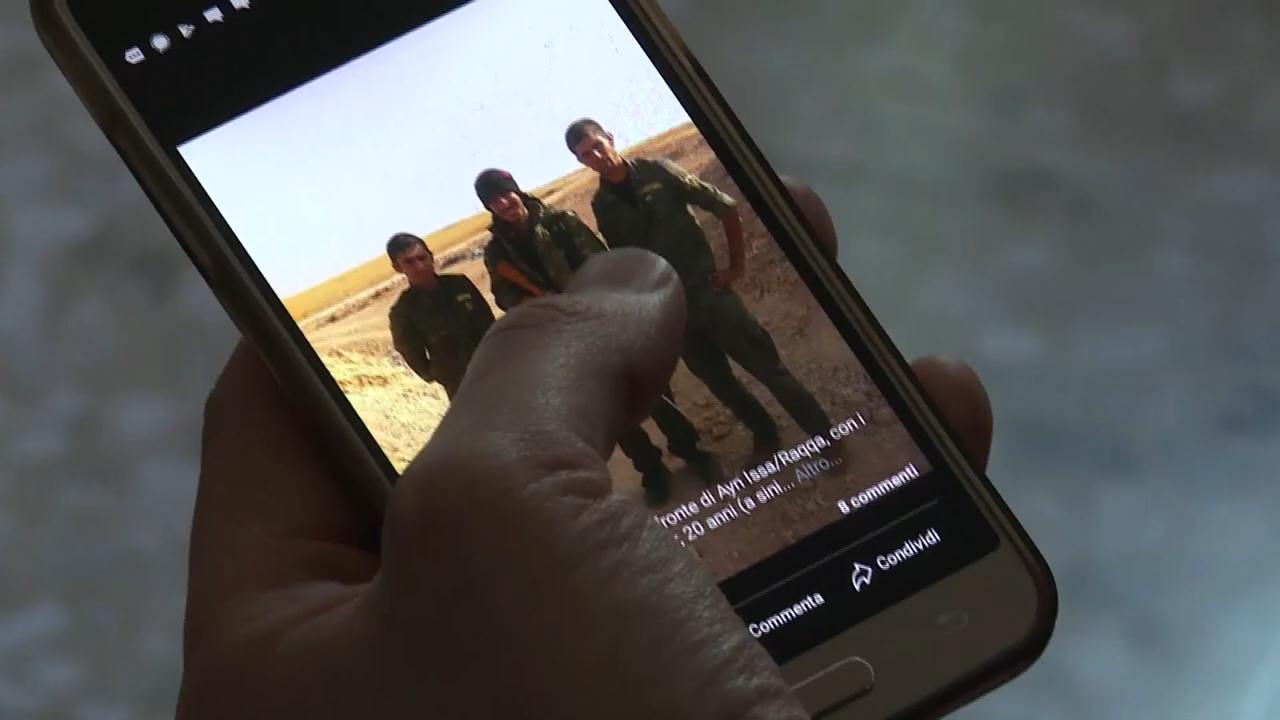 fronte di Ayn Issa/Raqqa, con i
20 anni (a sini... Altro...
8 commenti
Commenta
Condividi